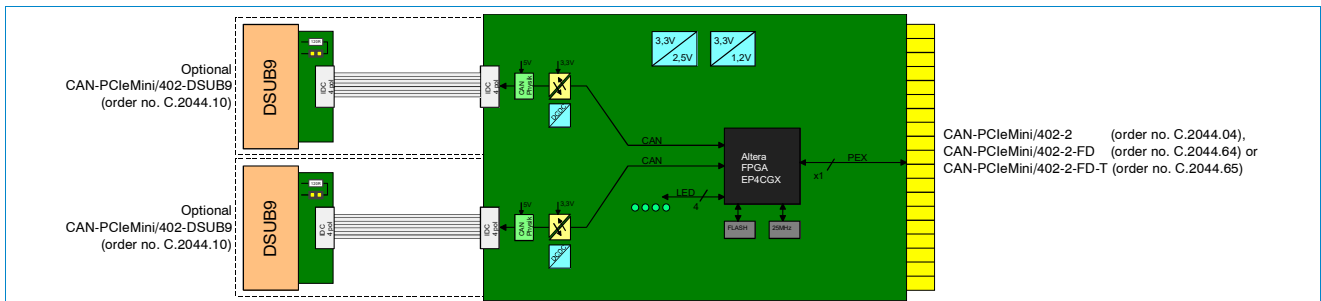 Optional
CAN-PCIeMini/402-DSUB9
(order no. C.2044.10)
DSUB9
120R
IDC
4 pol
IDC
4 pol
5V
CAN
Physik
3,3V
DC/DC
3,3V
2,5V
3,3V
1,2V
CAN
CAN
Altera
FPGA
EP4CGX
PEX
x1
LED
4
FLASH
25MHz
CAN-PCIeMini/402-2 (order no. C.2044.04),
CAN-PCIeMini/402-2-FD (order no. C.2044.64) or
CAN-PCIeMini/402-2-FD-T (order no. C.2044.65)
Optional
CAN-PCIeMini/402-DSUB9
(order no. C.2044.10)
DSUB9
120R
IDC
4 pol
IDC
4 pol
5V
CAN
Physik
3,3V
DC/DC